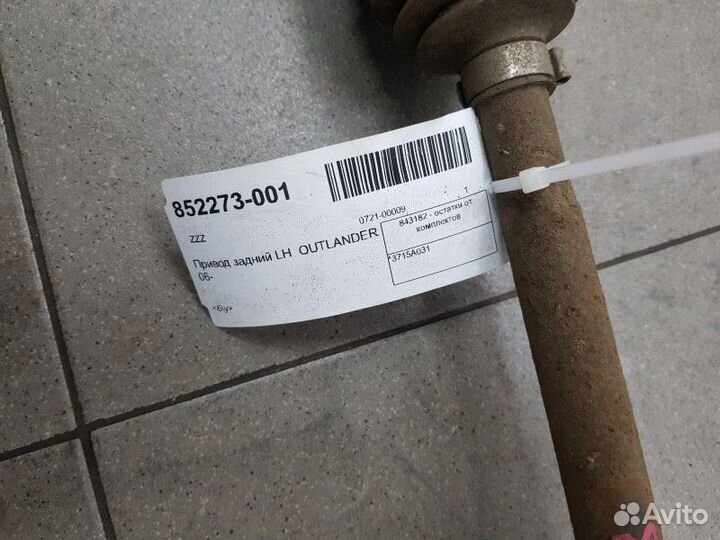 852273-001
zzz
0721-00009
1
Привод задний LH OUTLANDER
06-
843182 - остатки от
комплектов
*3715A031
<б\у>
Avito